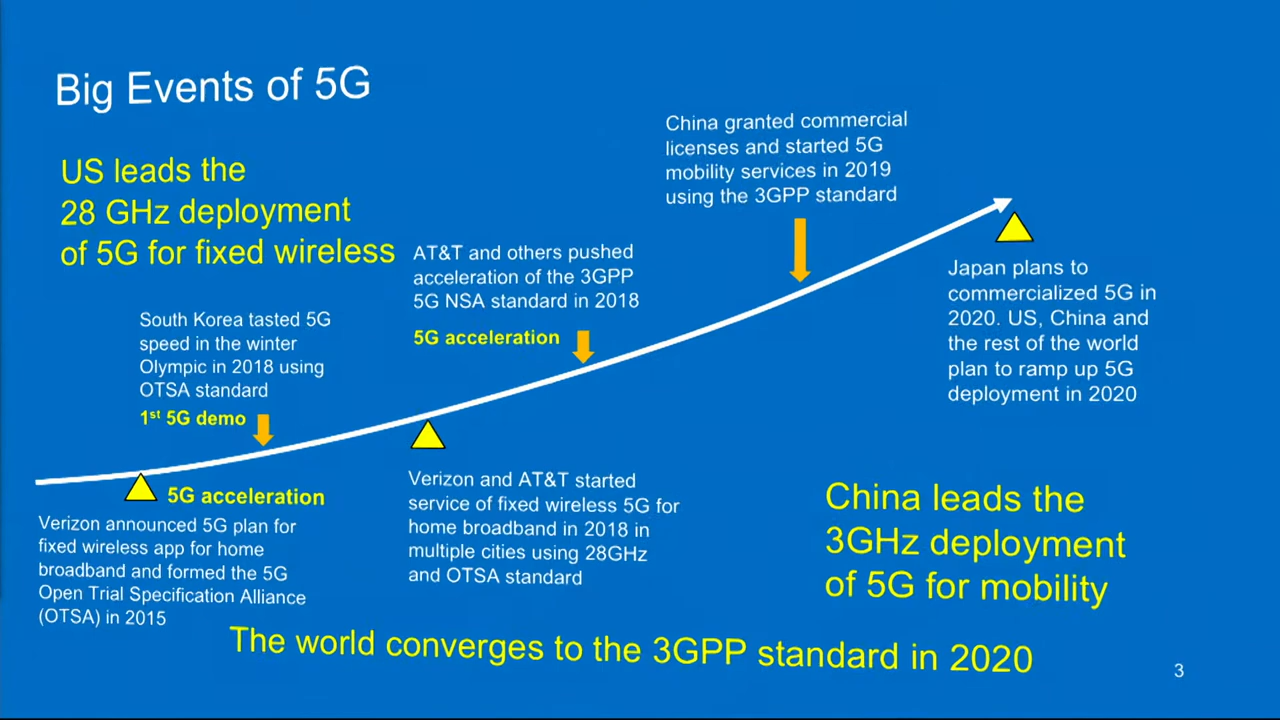 Big Events of 5G
US leads the
28 GHz deployment
of 5G for fixed wireless
China granted commercial
licenses and started 5G
mobility services in 2019
using the 3GPP standard
AT&T and others pushed
acceleration of the 3GPP
5G NSA standard in 2018
5G acceleration
South Korea tasted 5G
speed in the winter
Olympic in 2018 using
OTSA standard
1st 5G demo
Japan plans to
commercialized 5G in
2020. US, China and
the rest of the world
plan to ramp up 5G
deployment in 2020
5G acceleration
Verizon announced 5G plan for
fixed wireless app for home
broadband and formed the 5G
Open Trial Specification Alliance
(OTSA) in 2015
Verizon and AT&T started
service of fixed wireless 5G for
home broadband in 2018 in
multiple cities using 28GHz
and OTSA standard
China leads the
3GHz deployment
of 5G for mobility
The world converges to the 3GPP standard in 2020
3